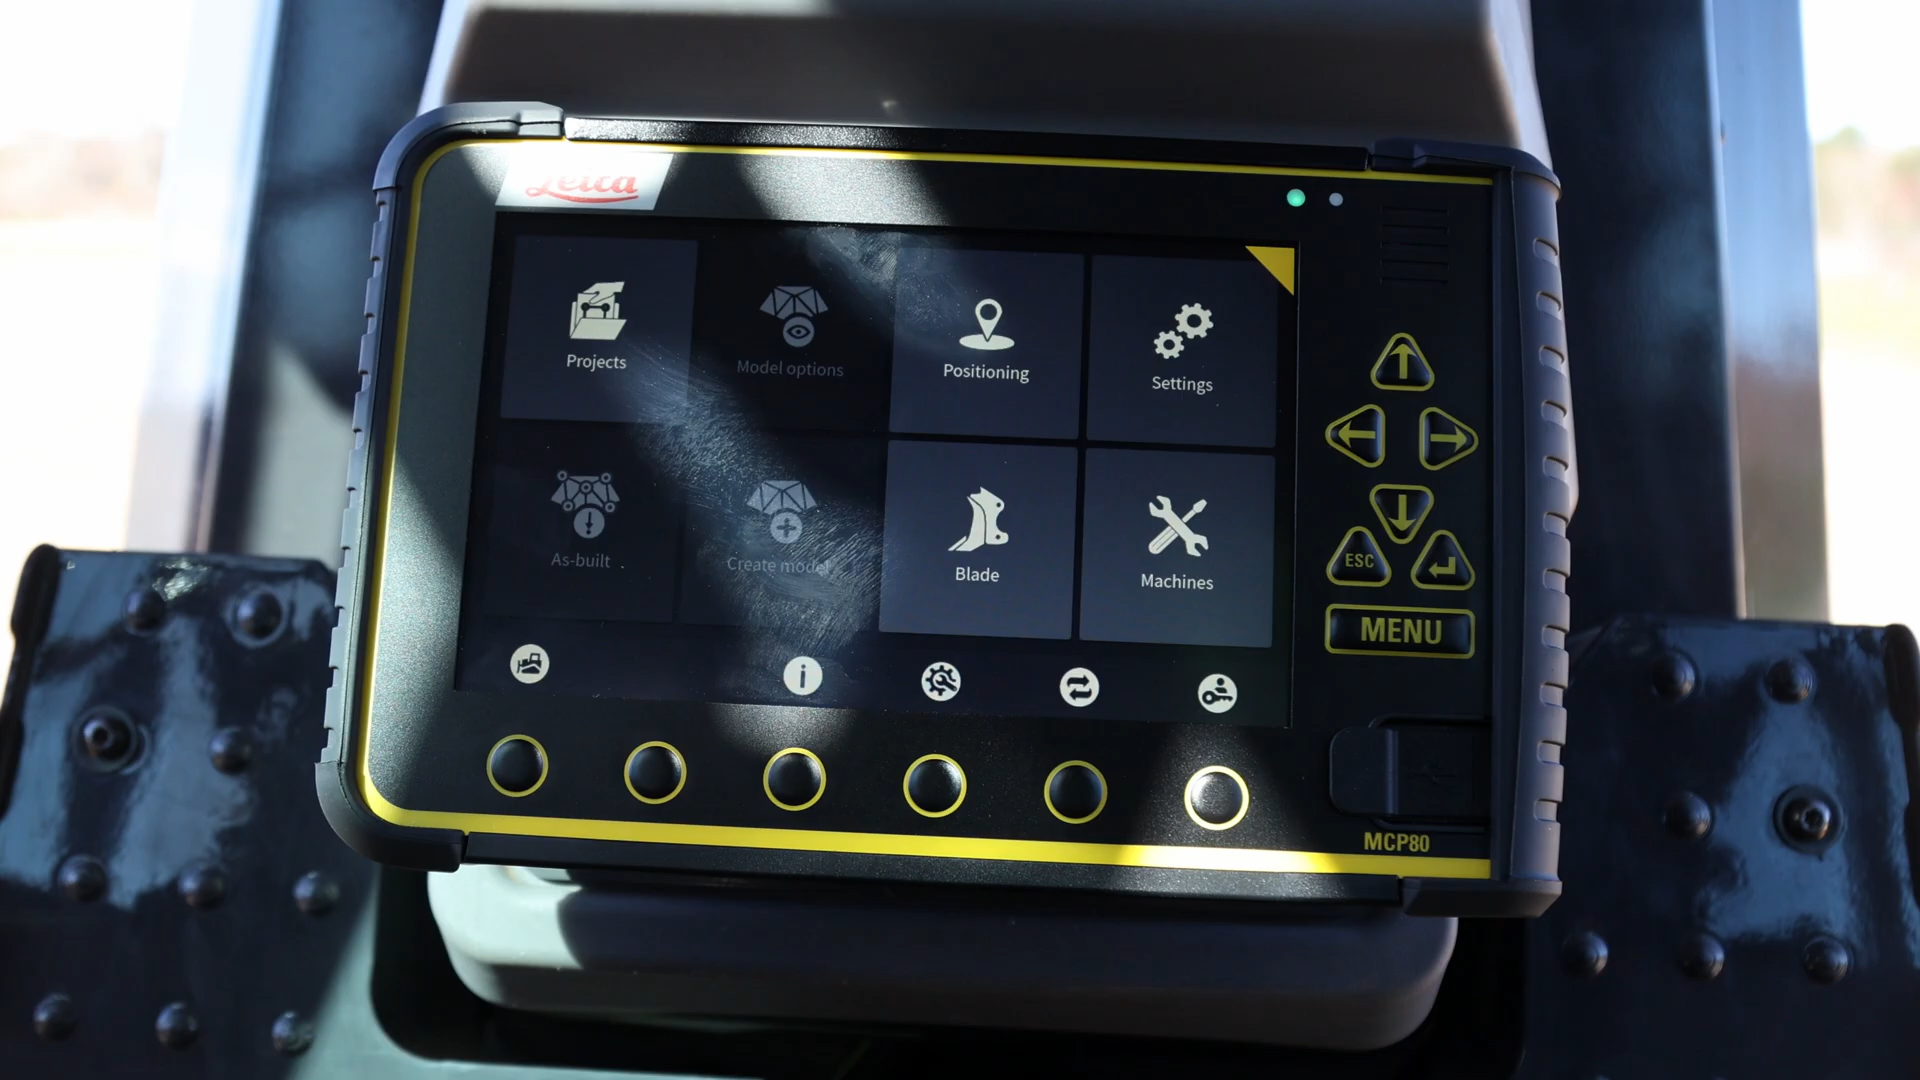 Leica
Projects
Model options
Positioning
Settings
As-built
Create model
Blade
Machines
ESC
MENU
MCP80